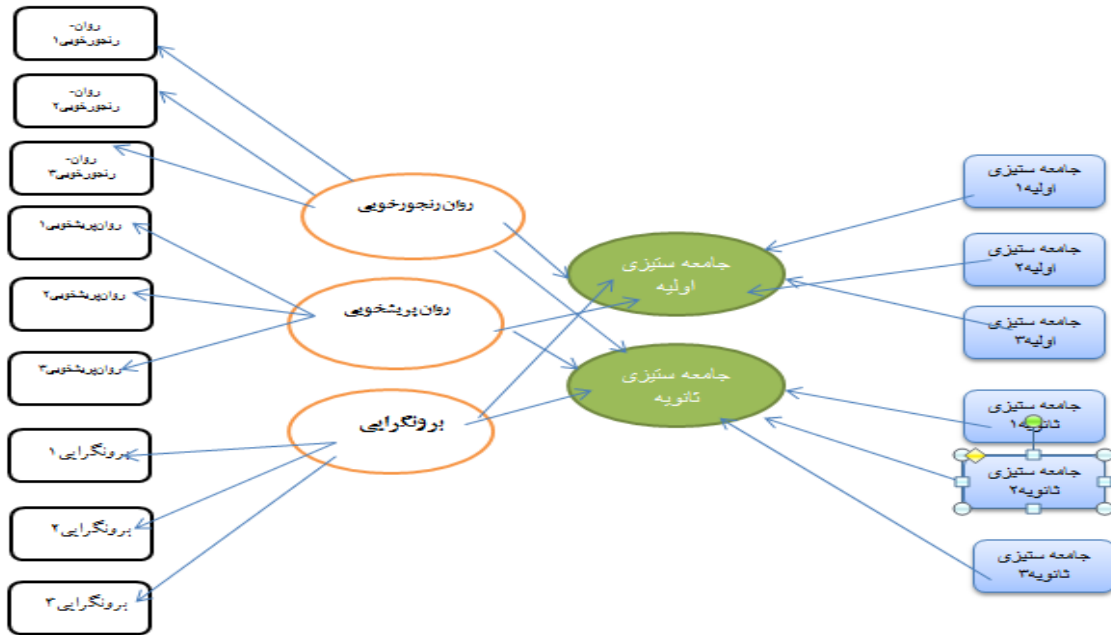 روان-
رنجورخویی۱
روان-
رنجورخویی۲
روان-
رنجورخویی۳
روان‌پریشخویی۱
روان‌پریشخویی۲
روان‌پریشخویی۳
برونگرایی۱
برونگرایی۲
برونگرایی۳
روان‌رنجورخویی
روان‌پریشخویی
برونگرایی
جامعه ستیزی
اولیه
جامعه ستیزی
ثانویه
جامعه ستیزی
اولیه۱
جامعه ستیزی
اولیه۲
جامعه ستیزی
اولیه۳
جامعه ستیزی
ثانویه۱
جامعه ستیزی
ثانویه۲
جامعه ستیزی
ثانویه۳